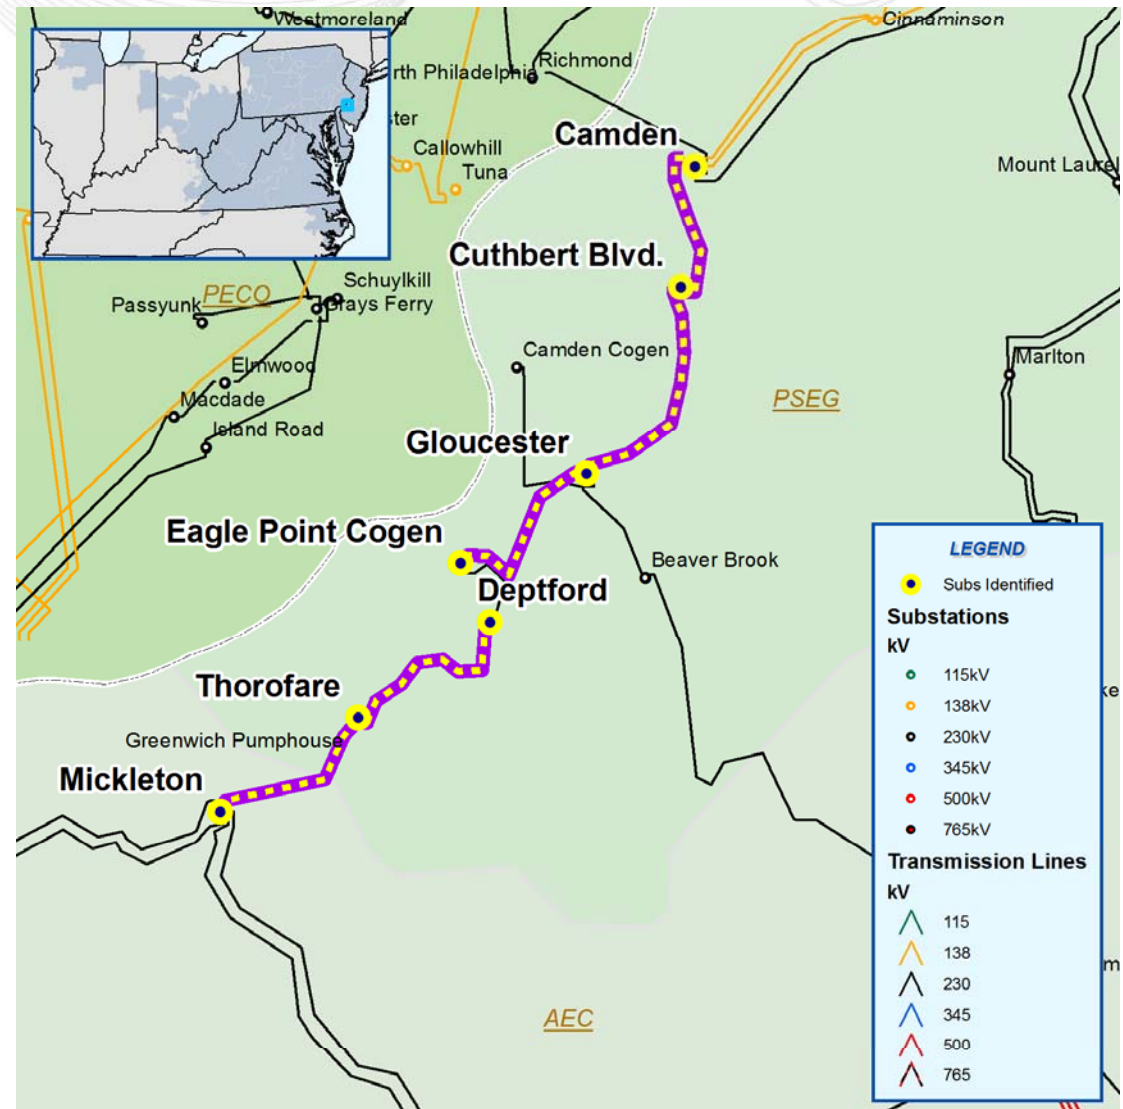 Westmoreland
Cinnaminson
Richmond
rth Philadelphia
ster
Camden
Callowhill
Tuna
Mount Laurel
Cuthbert Blvd.
PECO
Schuylkill
Passyunk
Grays Ferry
Camden Cogen
Marlton
Elmwood
Macdade
PSEG
Island Road
Gloucester
Eagle Point Cogen
Beaver Brook
Deptford
Thorofare
Greenwich Pumphouse
Mickleton
AEC
ke
m
LEGEND
Subs Identified
Substations
kV
115kV
138kV
230kV
345kV
500kV
765kV
Transmission Lines
kV
115
138
230
345
500
765